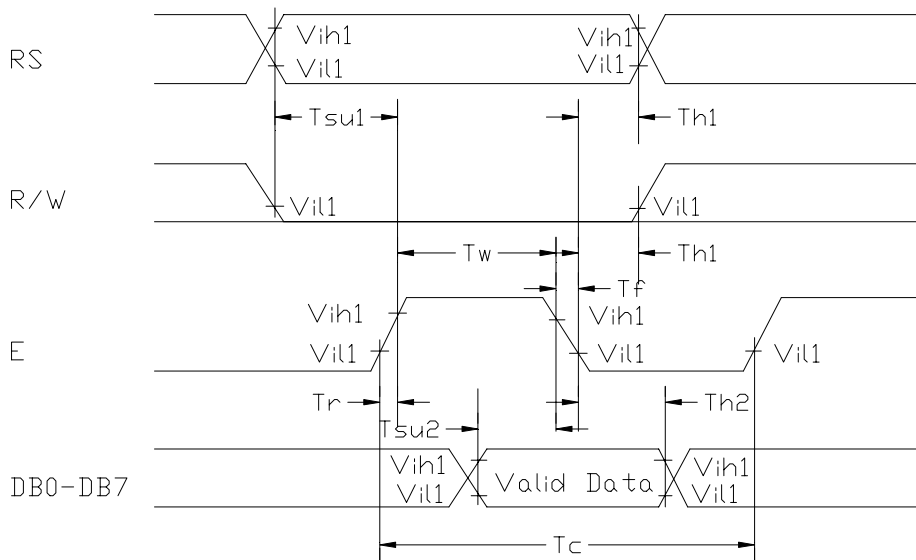 Vih1 Vih1
RS
Vil1 Vil1
Tsu1 Th1
R/W Vil1 Vil1
Tw Th1
Tf
Vih1 Vih1
E Vil1 Vil1 Vil1
Tr Th2
Tsu2
Vih1 Vih1
DB0-DB7 Vil1 Valid Data Vil1
Tc